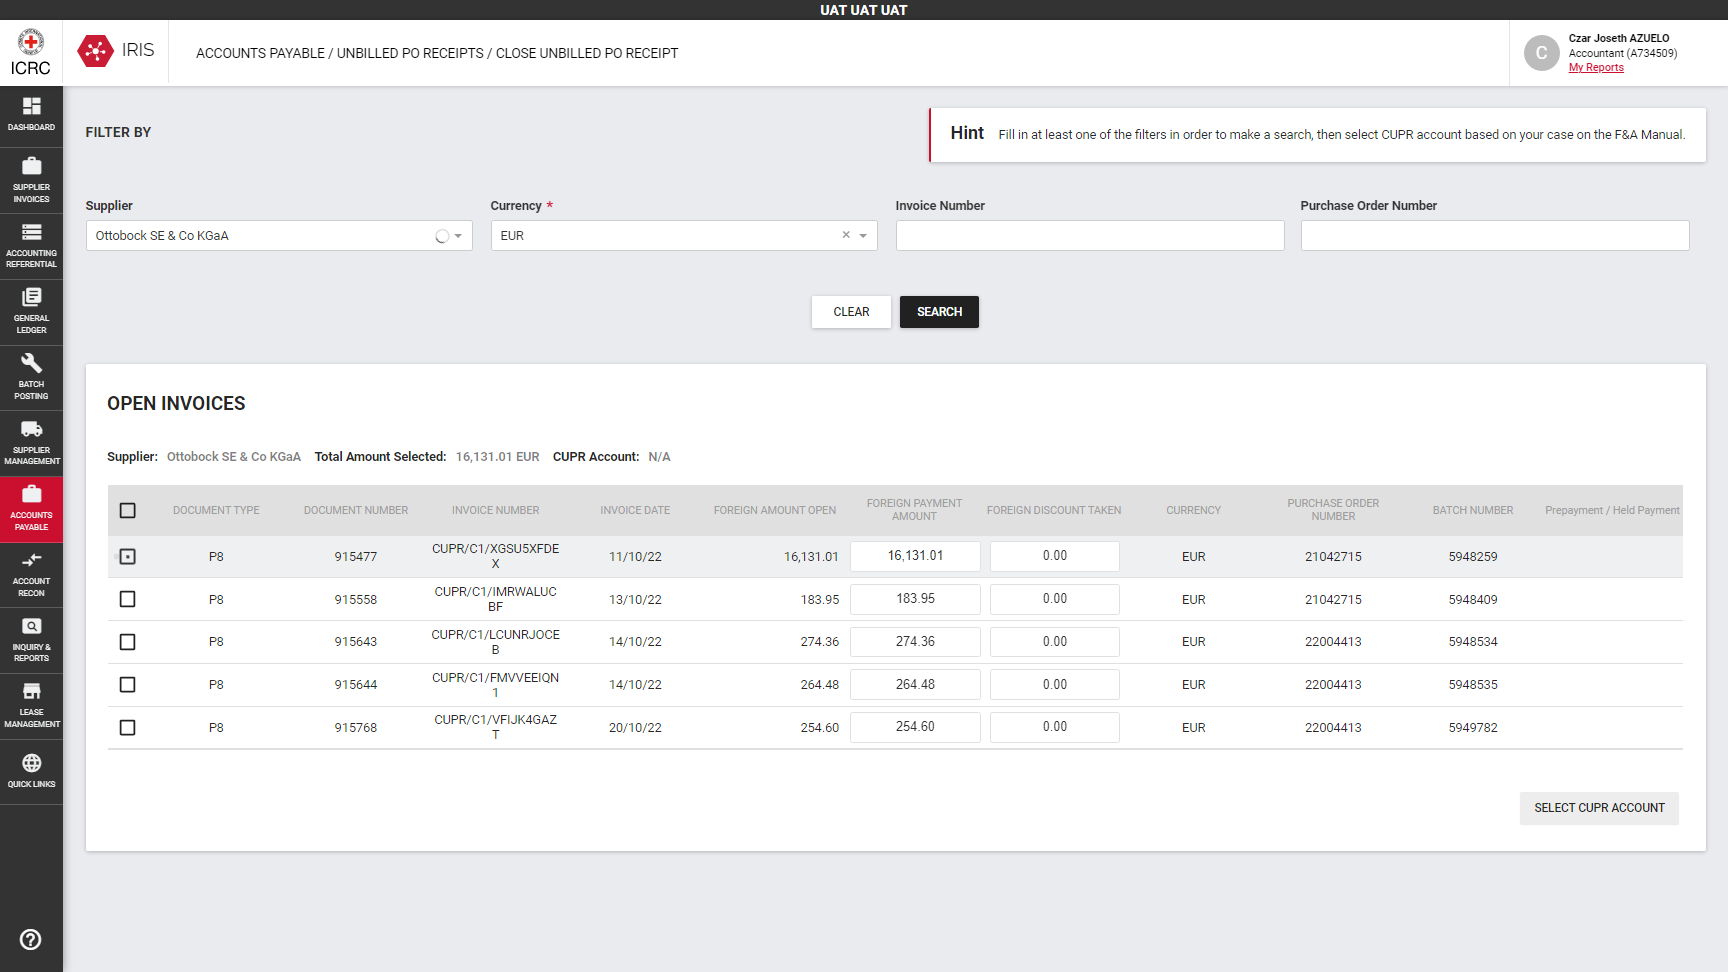 UAT UAT UAT
ICRC
IRIS
ACCOUNTS PAYABLE / UNBILLED PO RECEIPTS / CLOSE UNBILLED PO RECEIPT
C
Czar Joseth AZUELO
Accountant (A734509)
My Reports
DASHBOARD
SUPPLIER
INVOICES
ACCOUNTING
REFERENTIAL
GENERAL
LEDGER
BATCH
POSTING
SUPPLIER
MANAGEMENT
ACCOUNTS
PAYABLE
ACCOUNT
RECON
INQUIRY &
REPORTS
LEASE
MANAGEMENT
QUICK LINKS
FILTER BY
Hint Fill in at least one of the filters in order to make a search, then select CUPR account based on your case on the F&A Manual.
Supplier Currency * Invoice Number Purchase Order Number
Ottobock SE & Co KGaA EUR
CLEAR SEARCH
OPEN INVOICES
Supplier: Ottobock SE & Co KGaA Total Amount Selected: 16,131.01 EUR CUPR Account: N/A
DOCUMENT TYPE DOCUMENT NUMBER INVOICE NUMBER INVOICE DATE FOREIGN AMOUNT OPEN FOREIGN PAYMENT AMOUNT FOREIGN DISCOUNT TAKEN CURRENCY PURCHASE ORDER NUMBER BATCH NUMBER Prepayment / Held Payment
P8 915477 CUPR/C1/XGSU5XFDEX 11/10/22 16,131.01 16,131.01 0.00 EUR 21042715 5948259
P8 915558 CUPR/C1/IMRWALUCBF 13/10/22 183.95 183.95 0.00 EUR 21042715 5948409
P8 915643 CUPR/C1/LCUNRJOCEB 14/10/22 274.36 274.36 0.00 EUR 22004413 5948534
P8 915644 CUPR/C1/FMVVEEIQN1 14/10/22 264.48 264.48 0.00 EUR 22004413 5948535
P8 915768 CUPR/C1/VFIJK4GAZT 20/10/22 254.60 254.60 0.00 EUR 22004413 5949782
SELECT CUPR ACCOUNT